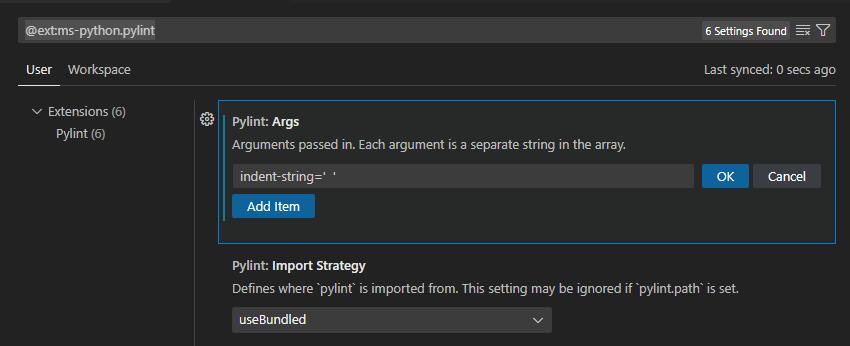 @ext:ms-python.pylint
6 Settings Found
User Workspace
Last synced: 0 secs ago
Extensions (6)
Pylint (6)
Pylint: Args
Arguments passed in. Each argument is a separate string in the array.
indent-string='  '
OK Cancel
Add Item
Pylint: Import Strategy
Defines where `pylint` is imported from. This setting may be ignored if `pylint.path` is set.
useBundled